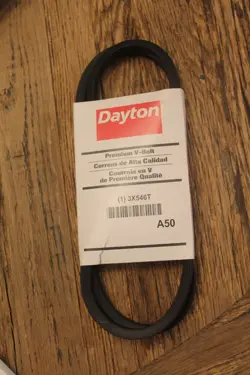 Dayton
Premium V-Belt
Correas de Alta Calidad
Courroie en V
de Première Qualité
(1) 3X546T
A50